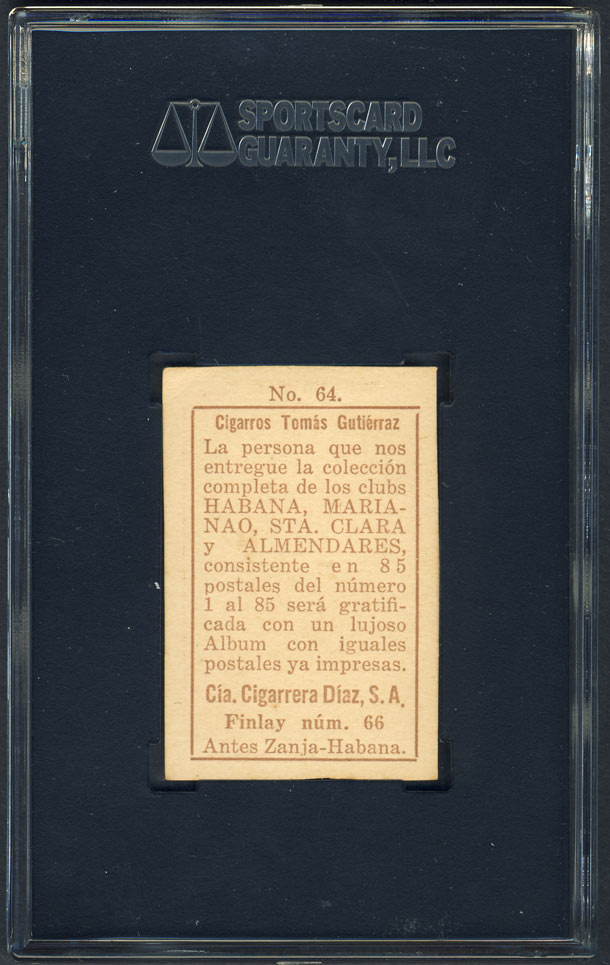 SPORTSCARD
GUARANTY, LLC
No. 64.
Cigarros Tomás Gutiérraz
La persona que nos
entregue la colección
completa de los clubs
HABANA, MARIA-
NAO, STA. CLARA
y ALMENDARES,
consistente en 85
postales del número
1 al 85 será gratifi-
cada con un lujoso
Album con iguales
postales ya impresas.
Cía. Cigarrera Díaz, S. A.
Finlay núm. 66
Antes Zanja-Habana.